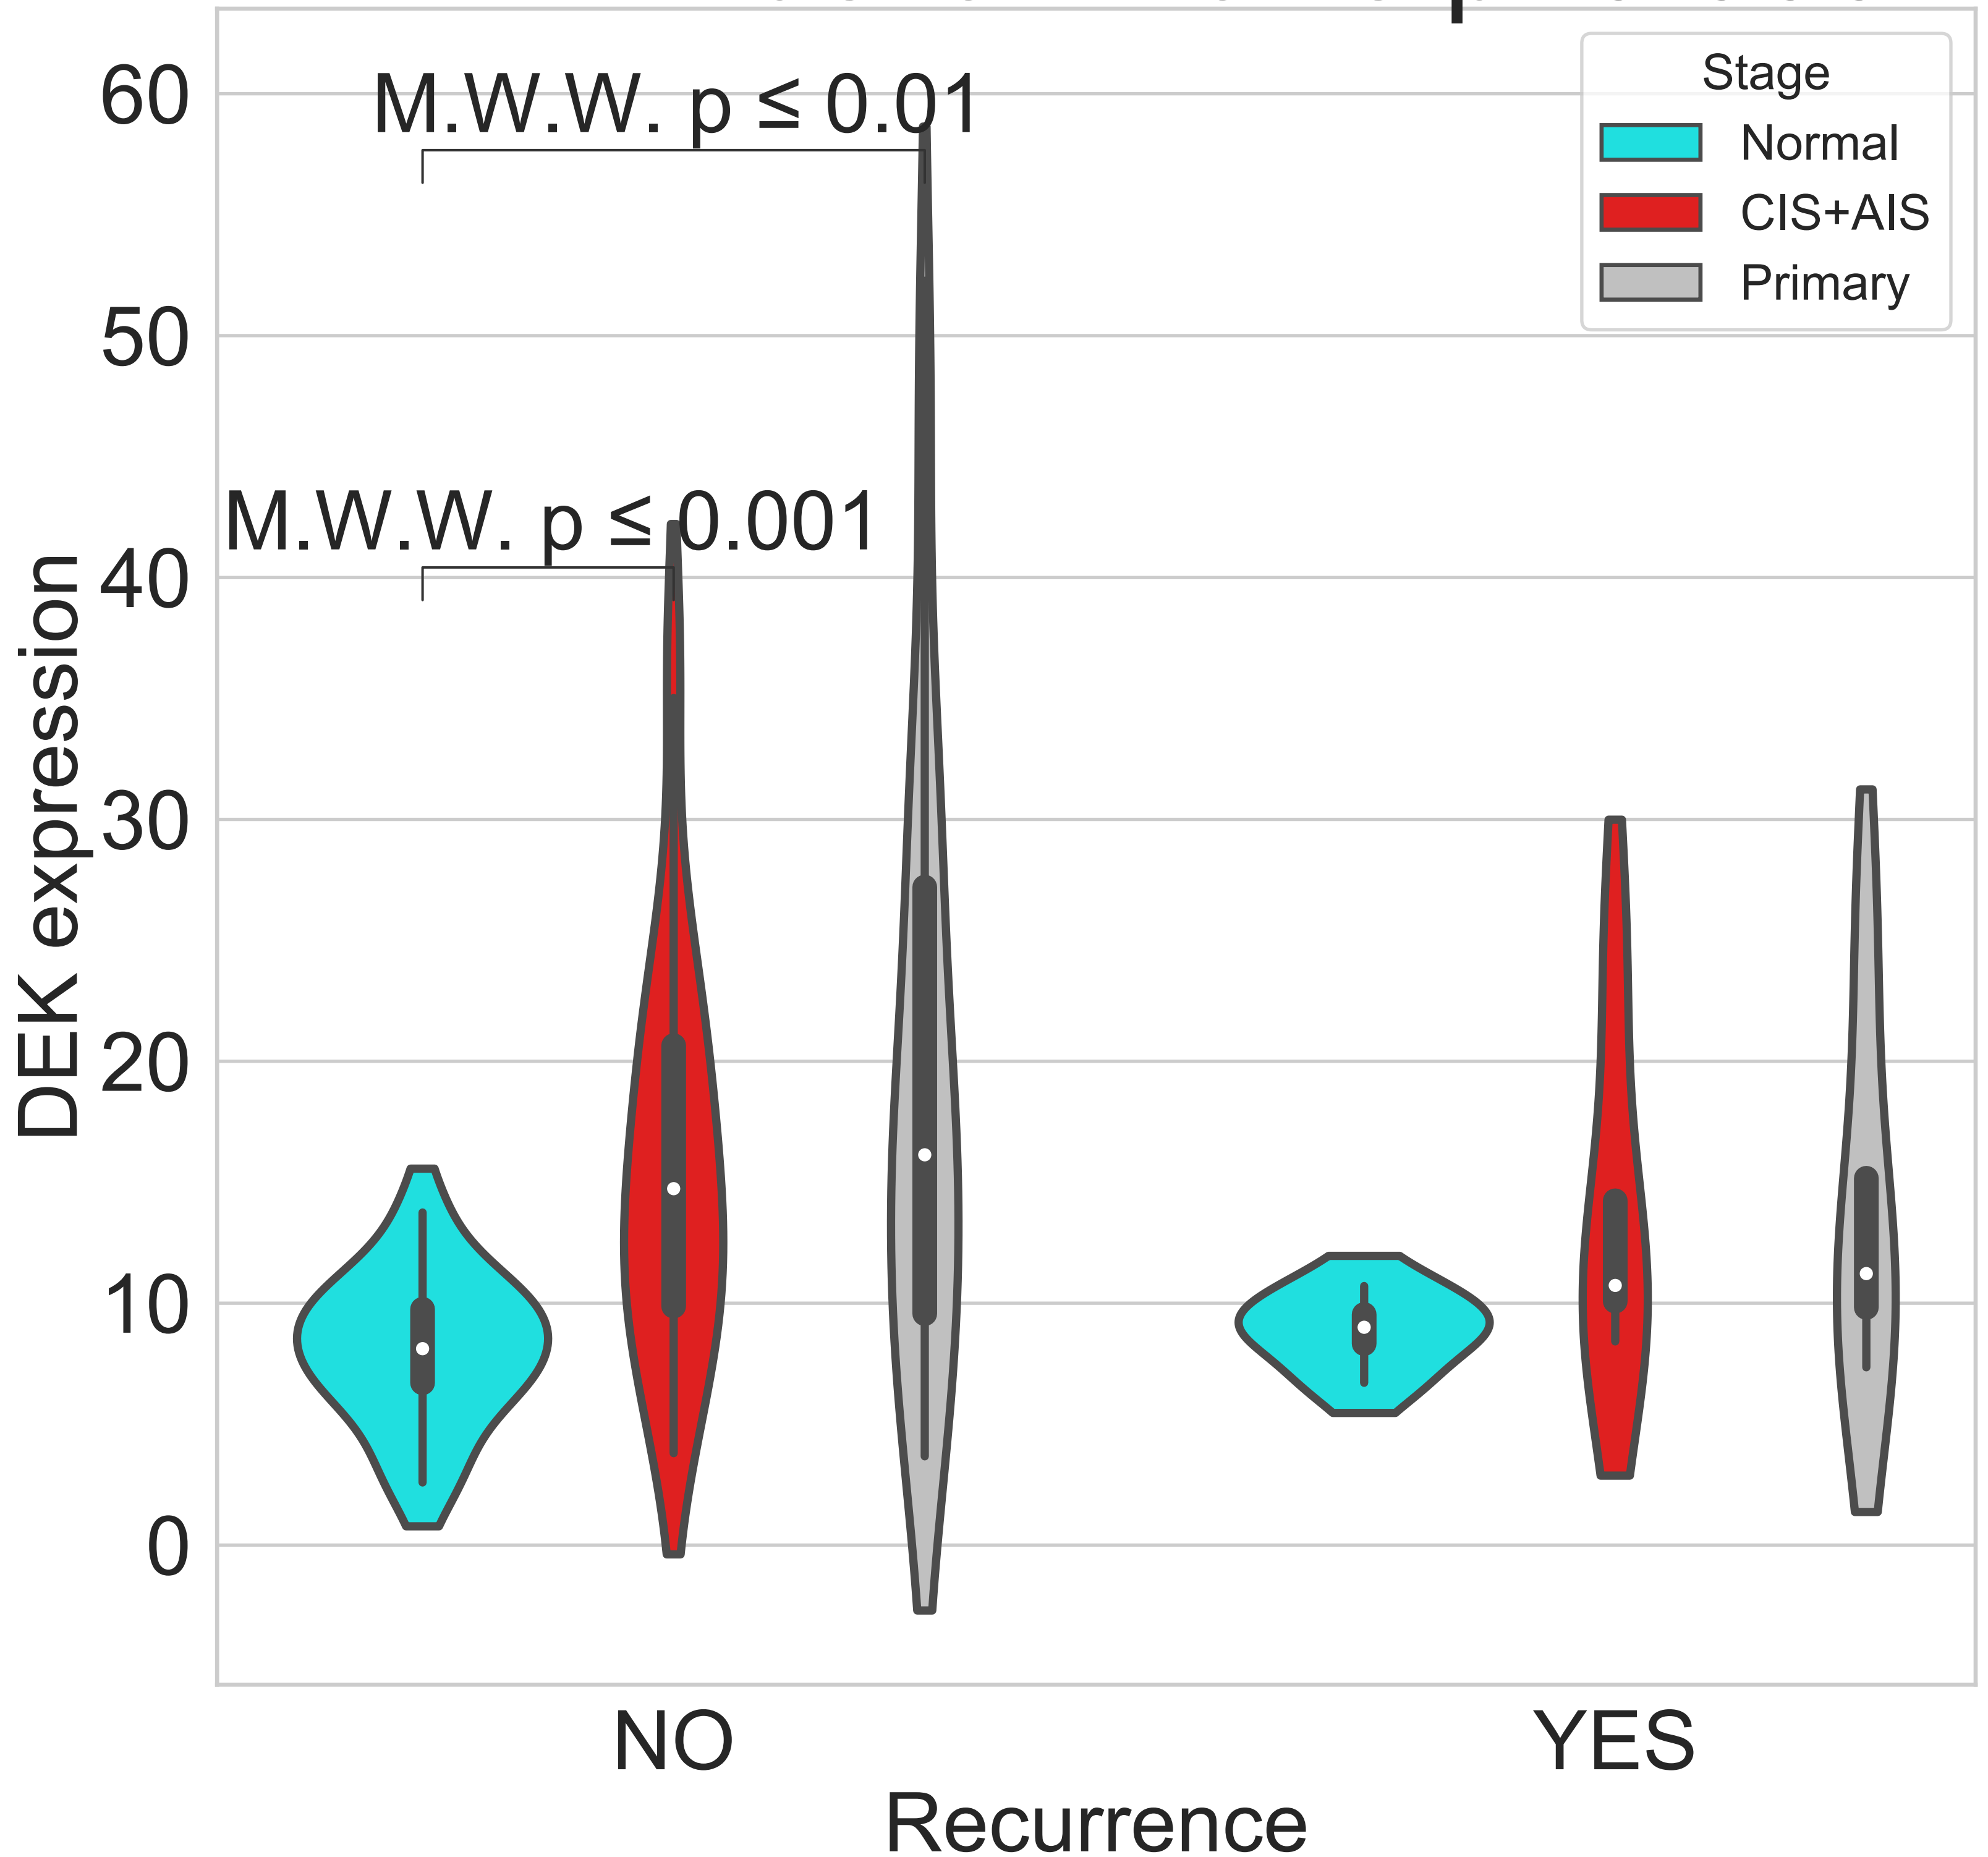 60
50
40
30
20
10
0
DEK expression
M.W.W. p ≤ 0.01
M.W.W. p ≤ 0.001
Stage
Normal
CIS+AIS
Primary
NO
YES
Recurrence